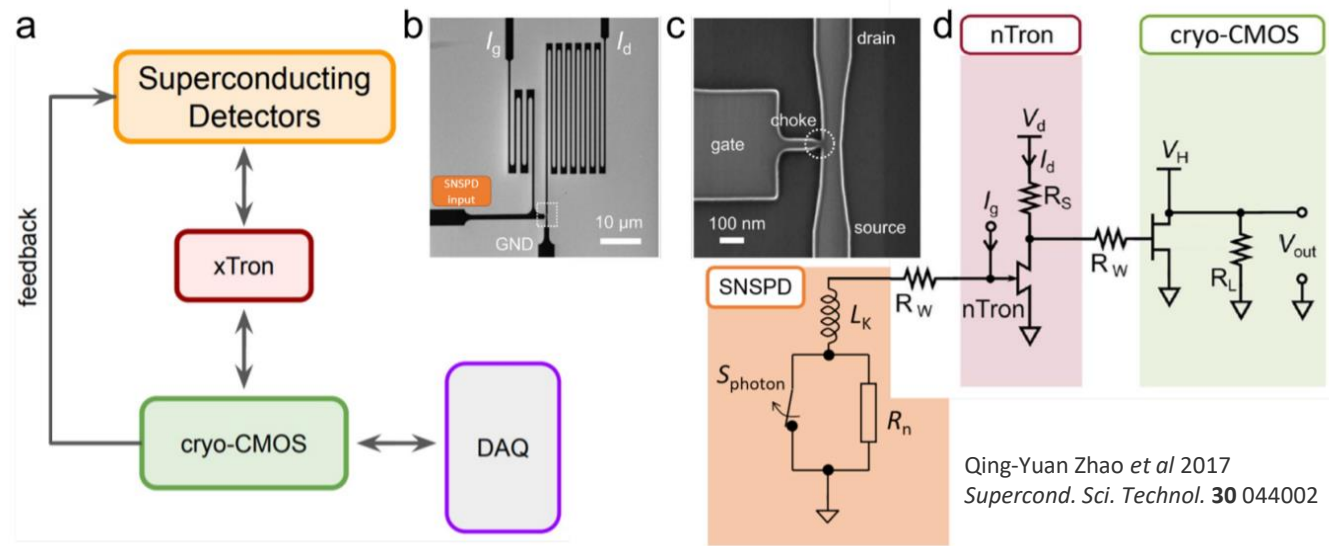 a
Superconducting
Detectors
feedback
xTron
cryo-CMOS
DAQ
b
I_g
I_d
SNSPD
input
GND
10 μm
c
drain
choke
gate
100 nm
source
d
nTron
cryo-CMOS
V_d
I_d
R_S
I_g
V_H
R_W
R_L
V_out
nTron
SNSPD
R_W
L_K
S_photon
R_n
Qing-Yuan Zhao et al 2017
Supercond. Sci. Technol. 30 044002